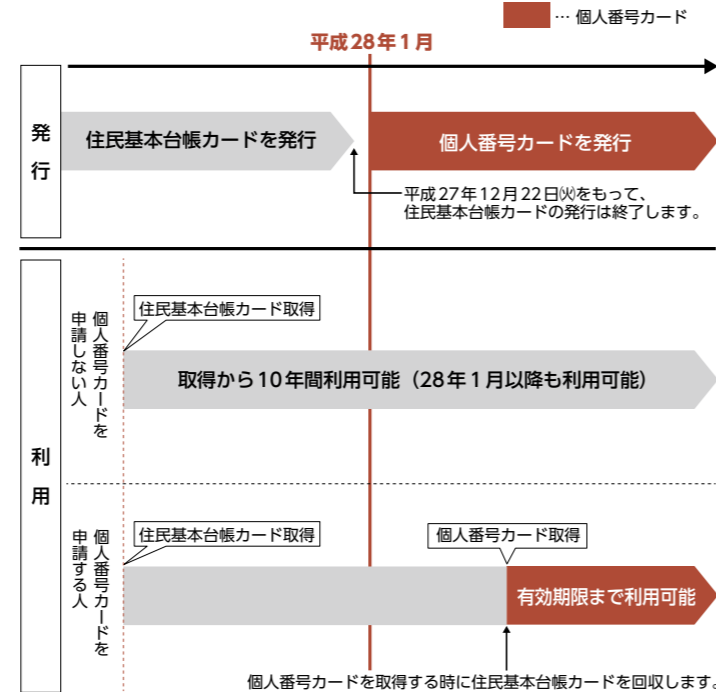 … 個人番号カード
平成28年1月
発行
住民基本台帳カードを発行
個人番号カードを発行
平成27年12月22日㈫をもって、
住民基本台帳カードの発行は終了します。
利用
個人番号カードを
申請しない人
住民基本台帳カード取得
取得から10年間利用可能（28年1月以降も利用可能）
個人番号カードを
申請する人
住民基本台帳カード取得
個人番号カード取得
有効期限まで利用可能
個人番号カードを取得する時に住民基本台帳カードを回収します。